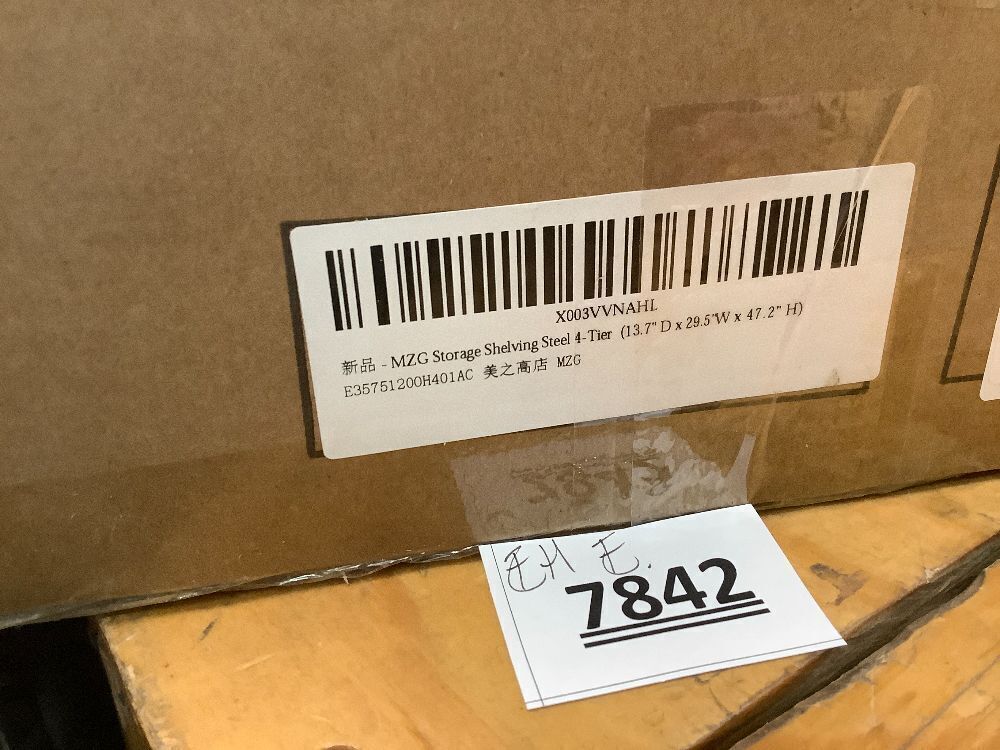 X003VVNAHL
新品 - MZG Storage Shelving Steel 4-Tier (13.7" D x 29.5"W x 47.2" H)
E35751200H401AC 美之高店 MZG
EH E.
7842